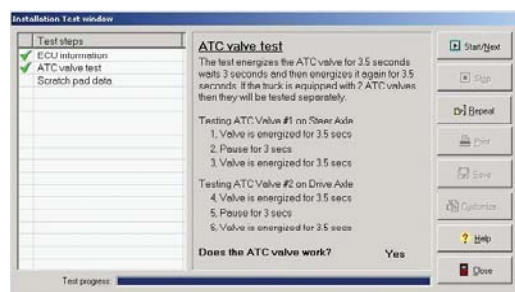 Installation Test window
Test steps
ECU information
ATC valve test
Scratch pad data
ATC valve test
The test energizes the ATC valve for 3.5 seconds
waits 3 seconds and then energizes it again for 3.5
seconds. If the truck is equipped with 2 ATC valves
then they will be tested separately.
Testing ATC Valve #1 on Steer Axle
1, Valve is energized for 3.5 secs
2. Pause for 3 secs
3, Valve is energized for 3.5 secs
Testing ATC Valve #2 on Drive Axle
4, Valve is energized for 3.5 secs
5. Pause for 3 secs
6. Valve is energized for 3.5 secs
Does the ATC valve work? Yes
Start/Next
Stop
Repeat
Print
Save
Customize...
Help
Close
Test progress: